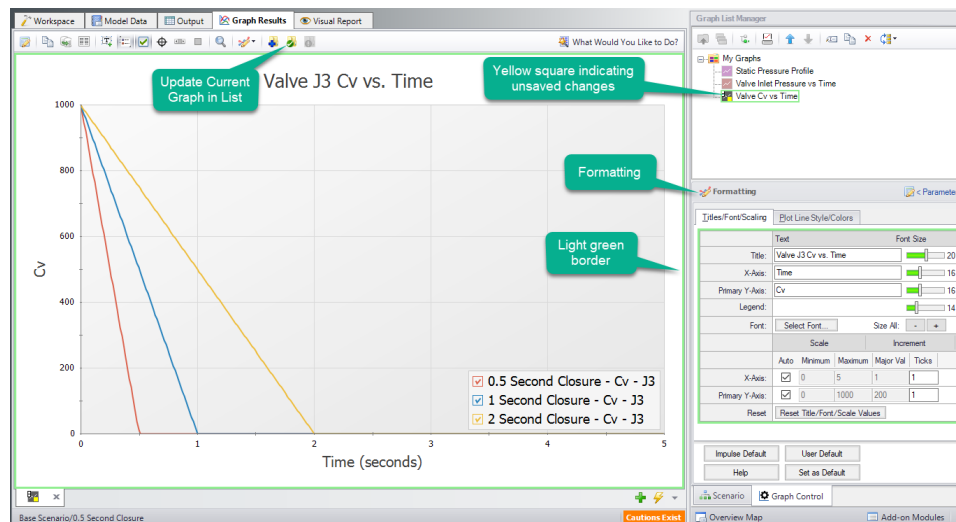 Workspace
Model Data
Output
Graph Results
Visual Report
What Would You Like to Do?
Update Current
Graph in List
Valve J3 Cv vs. Time
Yellow square indicating
unsaved changes
Formatting
Light green
border
1000
800
600
400
200
0
Cv
0
1
2
3
4
5
Time (seconds)
0.5 Second Closure - Cv - J3
1 Second Closure - Cv - J3
2 Second Closure - Cv - J3
Base Scenario/0.5 Second Closure
Cautions Exist
Graph List Manager
My Graphs
Static Pressure Profile
Valve Inlet Pressure vs Time
Valve Cv vs Time
Formatting
< Parameter
Titles/Font/Scaling
Plot Line Style/Colors
Text Font Size
Title: Valve J3 Cv vs. Time 20
X-Axis: Time 16
Primary Y-Axis: Cv 16
Legend: 14
Font: Select Font... Size All: - +
Scale Increment
Auto Minimum Maximum Major Val Ticks
X-Axis: 0 5 1 1
Primary Y-Axis: 0 1000 200 1
Reset Reset Title/Font/Scale Values
Impulse Default User Default
Help Set as Default
Scenario Graph Control
Overview Map Add-on Modules